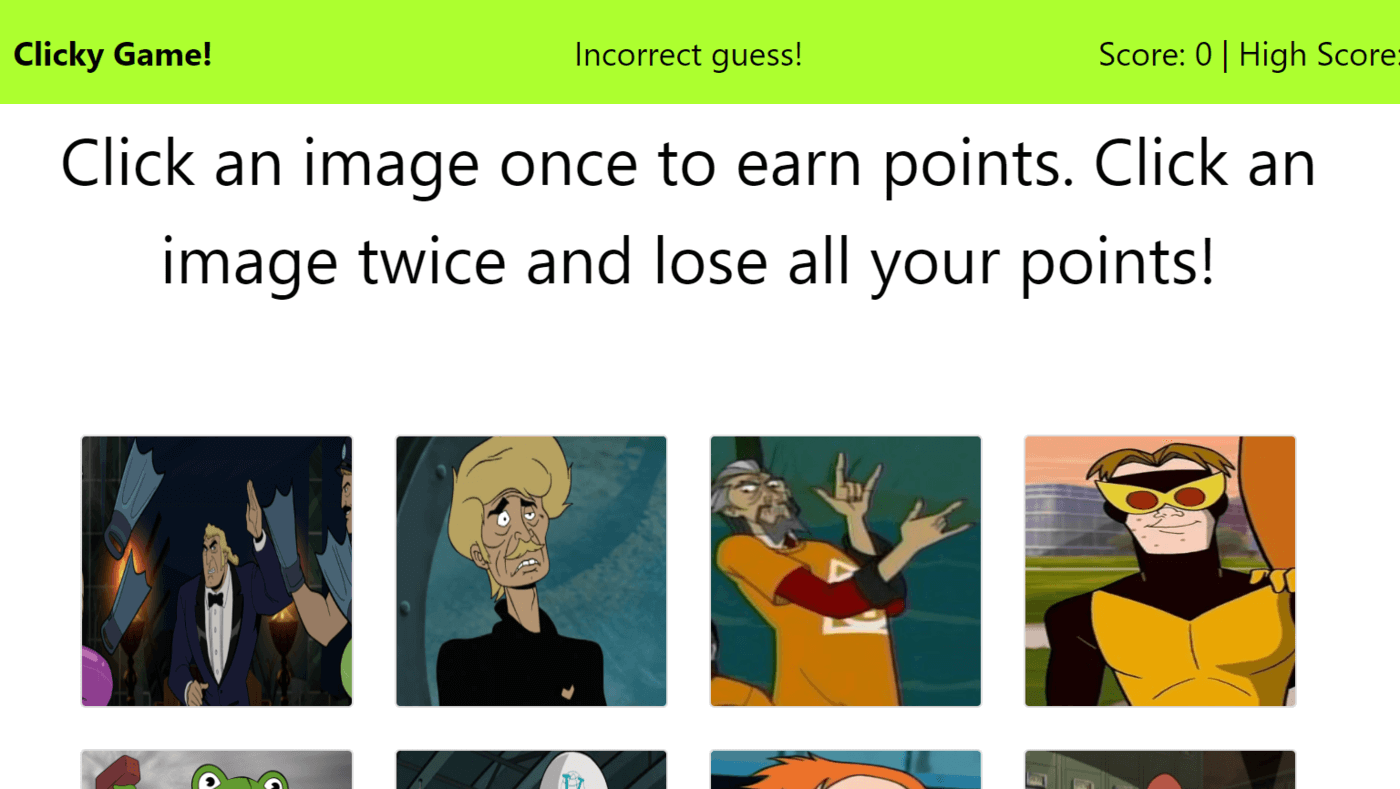 Clicky Game!
Incorrect guess!
Score: 0 | High Score:
Click an image once to earn points. Click an
image twice and lose all your points!